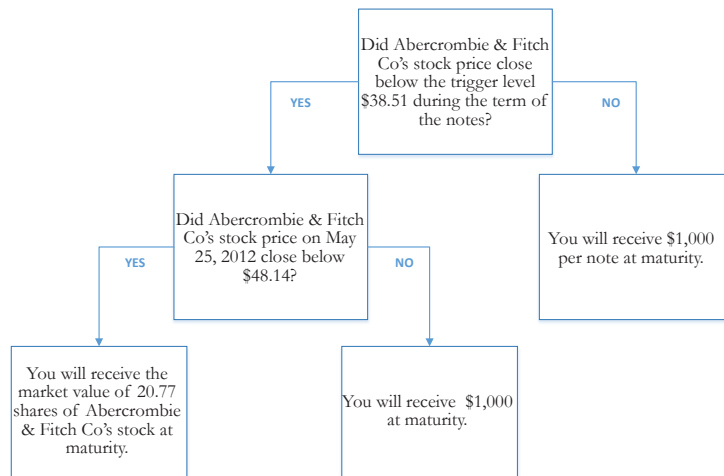 Did Abercrombie & Fitch
Co's stock price close
below the trigger level
$38.51 during the term of
the notes?
YES
NO
Did Abercrombie & Fitch
Co's stock price on May
25, 2012 close below
$48.14?
You will receive $1,000
per note at maturity.
YES
NO
You will receive the
market value of 20.77
shares of Abercrombie
& Fitch Co's stock at
maturity.
You will receive $1,000
at maturity.